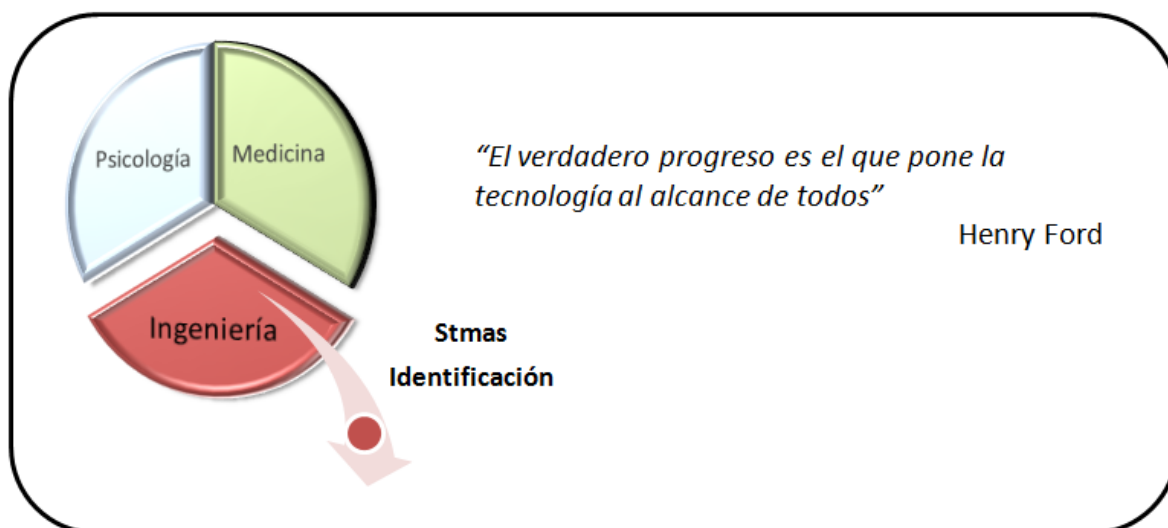 Psicología
Medicina
“El verdadero progreso es el que pone la
tecnología al alcance de todos”
Henry Ford
Ingeniería
Stmas
Identificación